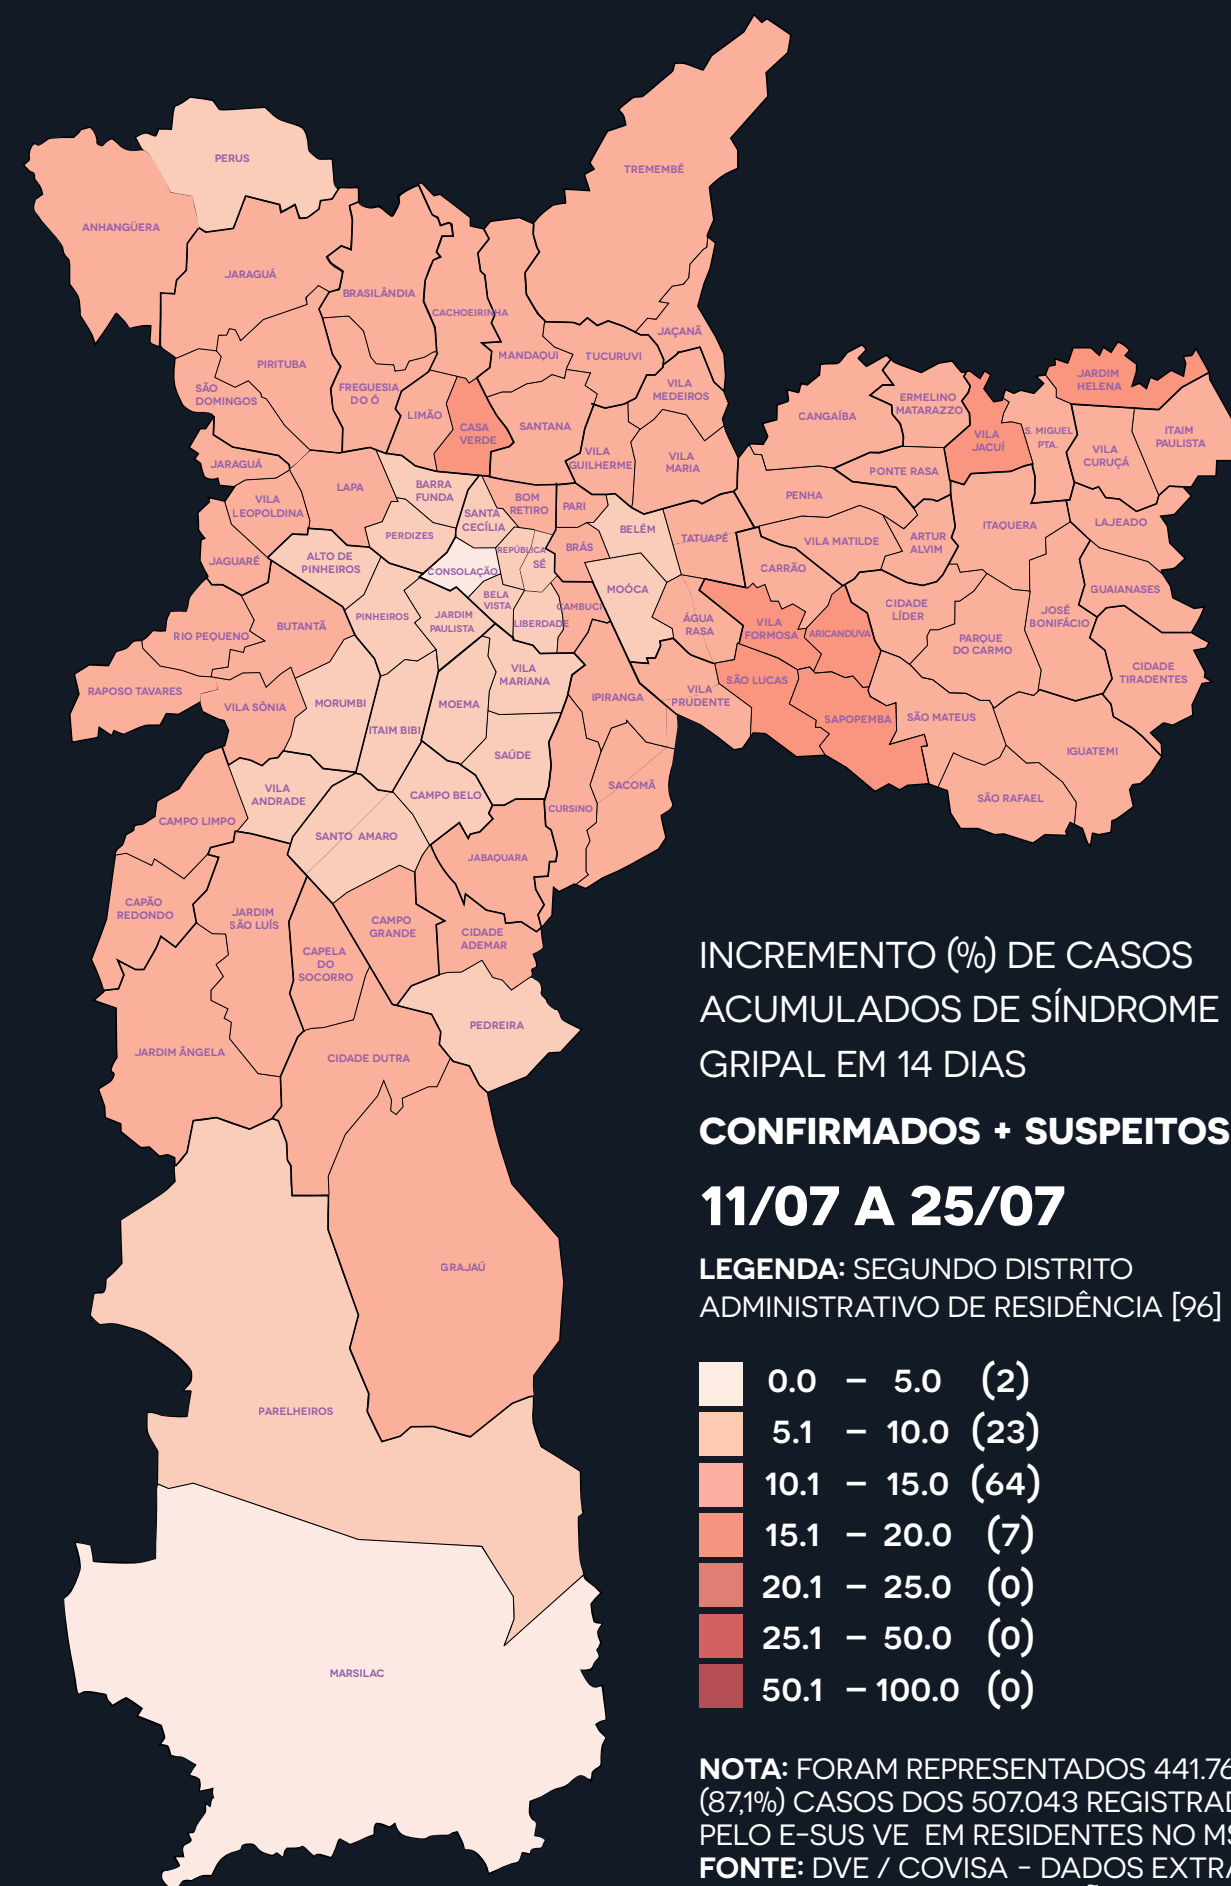 PERUS
TREMEMBÉ
ANHANGÜERA
JARAGUÁ
BRASILÂNDIA
CACHOEIRINHA
JAÇANÃ
MANDAQUI
TUCURUVI
PIRITUBA
SÃO
DOMINGOS
FREGUESIA
DO Ó
VILA
MEDEIROS
LIMÃO
CASA
VERDE
SANTANA
CANGAÍBA
ERMELINO
MATARAZZO
JARDIM
HELENA
VILA
JACUÍ
S. MIGUEL
PTA.
VILA
CURUÇÁ
ITAIM
PAULISTA
JARAGUÁ
VILA
GUILHERME
VILA
MARIA
PONTE RASA
LAPA
BARRA
FUNDA
BOM
RETIRO
PARI
PENHA
VILA
LEOPOLDINA
SANTA
CECÍLIA
PERDIZES
BELÉM
TATUAPÉ
VILA MATILDE
ARTUR
ALVIM
ITAQUERA
LAJEADO
JAGUARÉ
ALTO DE
PINHEIROS
CONSOLAÇÃO
REPÚBLICA
SÉ
BRÁS
CARRÃO
MOÓCA
GUAIANASES
RIO PEQUENO
BUTANTÃ
PINHEIROS
JARDIM
PAULISTA
BELA
VISTA
LIBERDADE
CAMBUCI
ÁGUA
RASA
VILA
FORMOSA
ARICANDUVA
CIDADE
LÍDER
PARQUE
DO CARMO
JOSÉ
BONIFÁCIO
CIDADE
TIRADENTES
RAPOSO TAVARES
VILA SÔNIA
MORUMBI
ITAIM BIBI
MOEMA
VILA
MARIANA
IPIRANGA
VILA
PRUDENTE
SÃO LUCAS
SAPOPEMBA
SÃO MATEUS
IGUATEMI
SAÚDE
SACOMÃ
CURSINO
SÃO RAFAEL
VILA
ANDRADE
CAMPO BELO
CAMPO LIMPO
SANTO AMARO
JABAQUARA
CAPÃO
REDONDO
JARDIM
SÃO LUÍS
CAMPO
GRANDE
CIDADE
ADEMAR
CAPELA
DO
SOCORRO
PEDREIRA
JARDIM ÂNGELA
CIDADE DUTRA
GRAJAÚ
PARELHEIROS
MARSILAC
INCREMENTO (%) DE CASOS
ACUMULADOS DE SÍNDROME
GRIPAL EM 14 DIAS
CONFIRMADOS + SUSPEITOS
11/07 A 25/07
LEGENDA: SEGUNDO DISTRITO
ADMINISTRATIVO DE RESIDÊNCIA [96]
0.0 – 5.0 (2)
5.1 – 10.0 (23)
10.1 – 15.0 (64)
15.1 – 20.0 (7)
20.1 – 25.0 (0)
25.1 – 50.0 (0)
50.1 – 100.0 (0)
NOTA: FORAM REPRESENTADOS 441.76
(87,1%) CASOS DOS 507.043 REGISTRAD
PELO E-SUS VE EM RESIDENTES NO MS
FONTE: DVE / COVISA - DADOS EXTRA